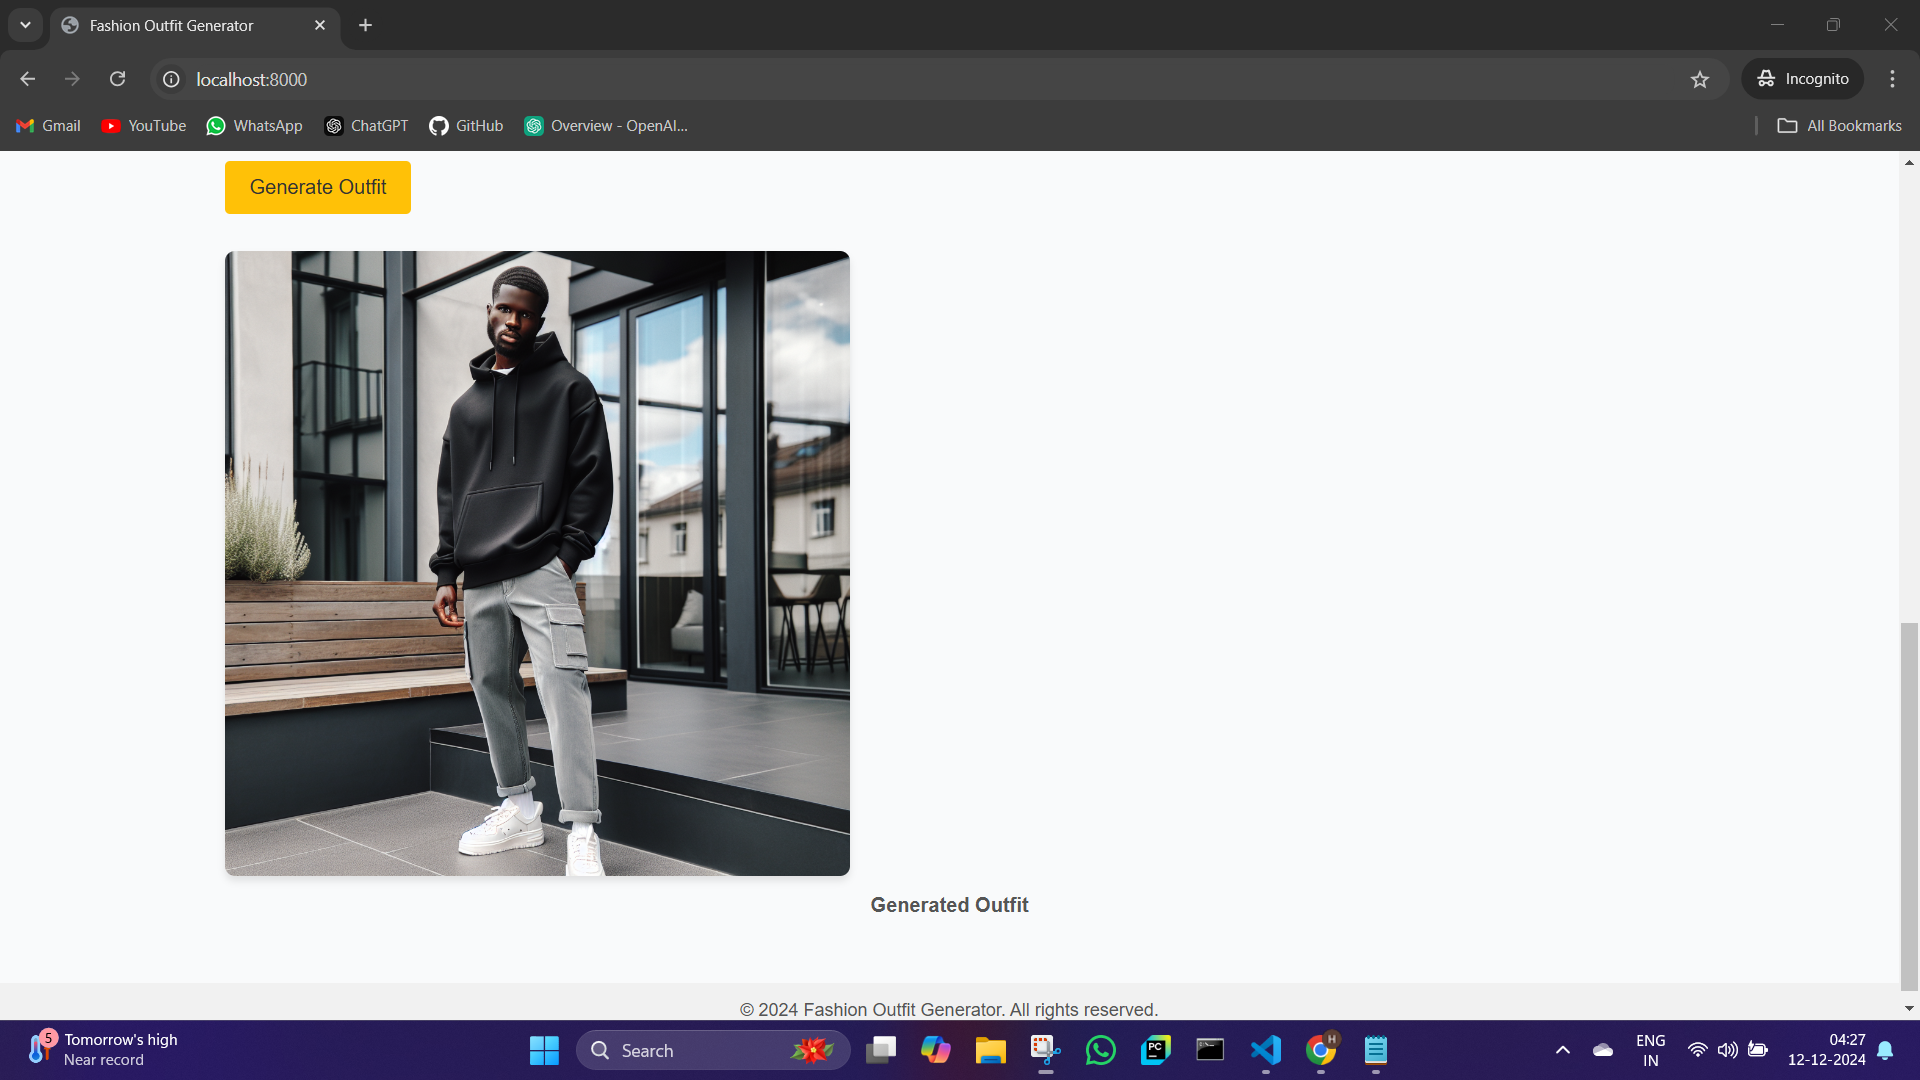 Fashion Outfit Generator
localhost:8000
Incognito
Gmail
YouTube
WhatsApp
ChatGPT
GitHub
Overview - OpenAI...
All Bookmarks
Generate Outfit
Generated Outfit
© 2024 Fashion Outfit Generator. All rights reserved.
5
Tomorrow's high
Near record
Search
PC
H
ENG
IN
04:27
12-12-2024